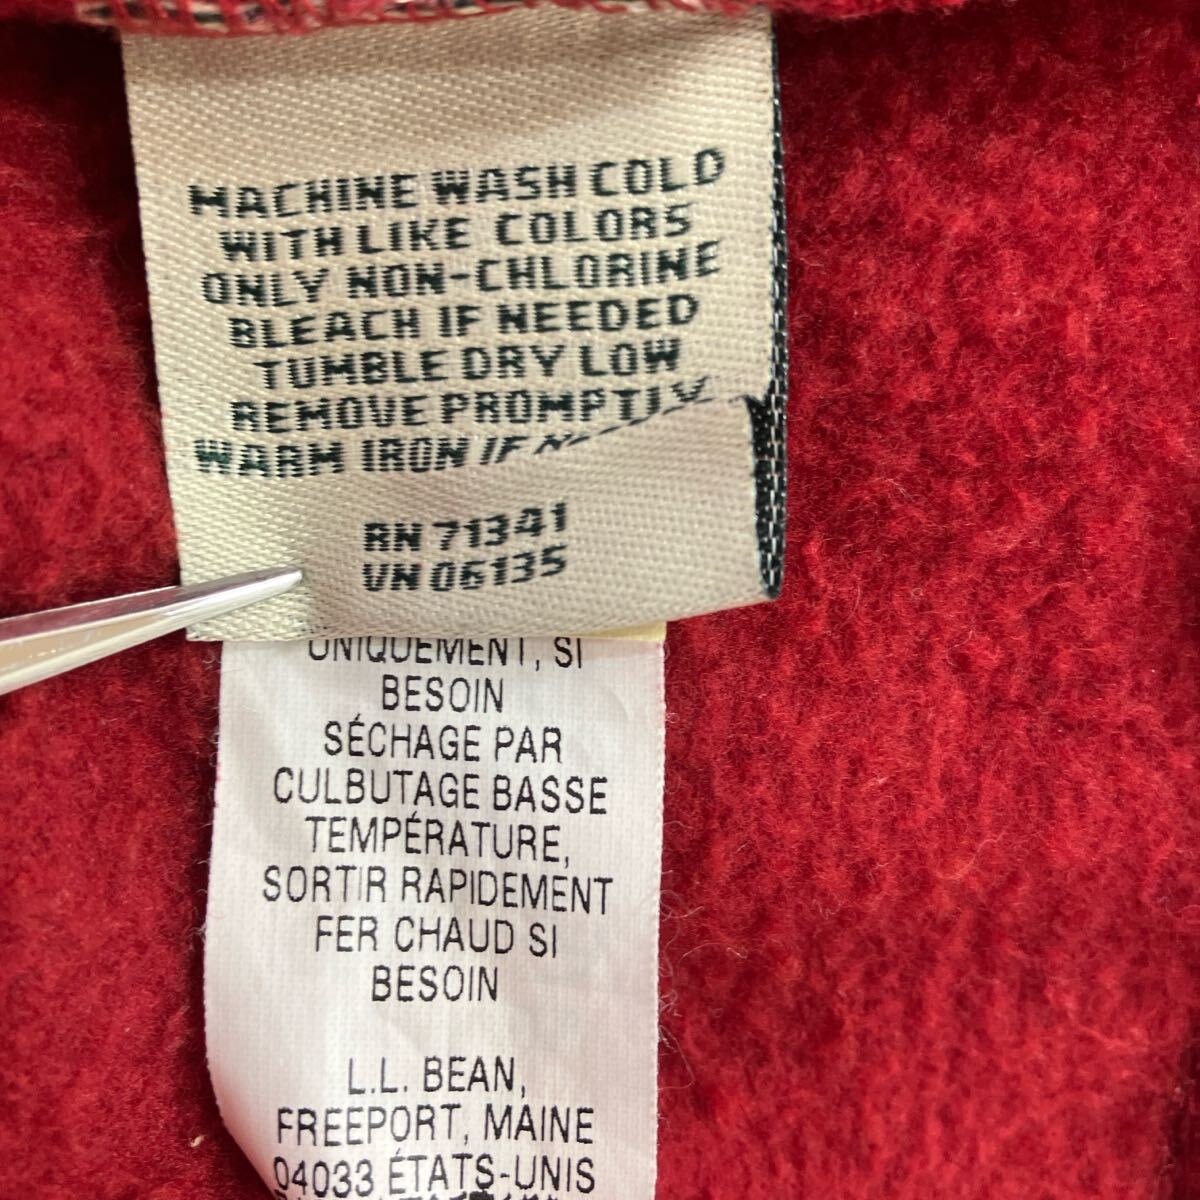 MACHINE WASH COLD
WITH LIKE COLORS
ONLY NON-CHLORINE
BLEACH IF NEEDED
TUMBLE DRY LOW
REMOVE PROMPTLY
WARM IRON IF
RN 71341
VN 06135
UNIQUEMENT, SI
BESOIN
SÉCHAGE PAR
CULBUTAGE BASSE
TEMPÉRATURE,
SORTIR RAPIDEMENT
FER CHAUD SI
BESOIN
L.L. BEAN,
FREEPORT, MAINE
04033 ÉTATS-UNIS